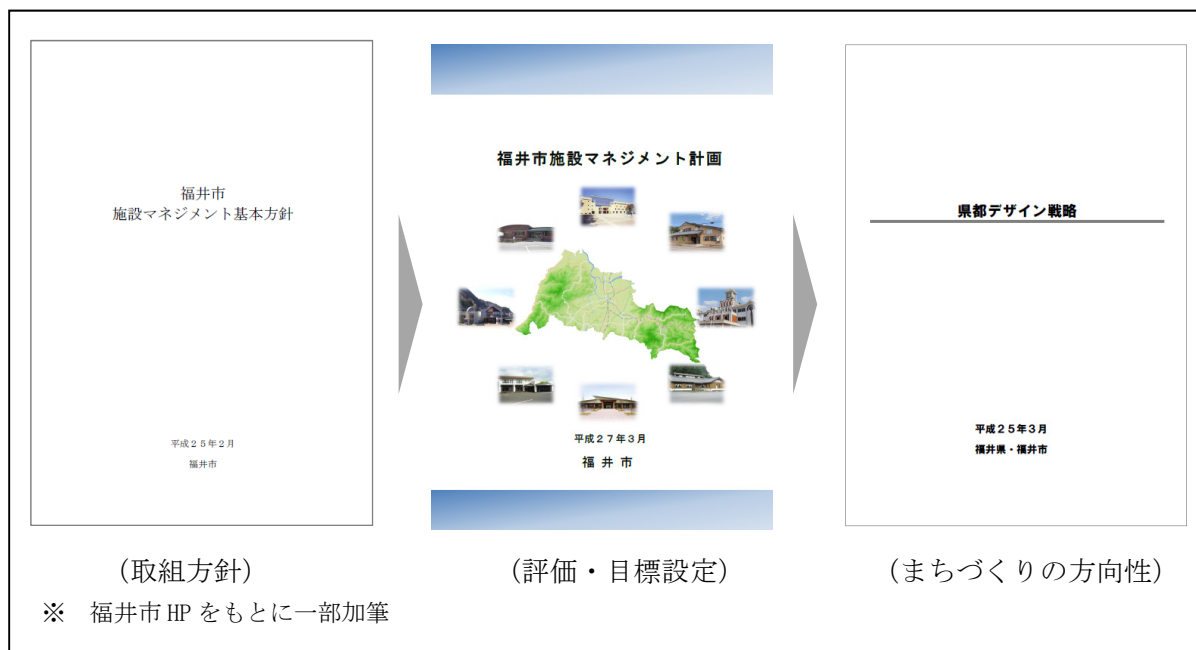 福井市
施設マネジメント基本方針
平成25年2月
福井市
福井市施設マネジメント計画
平成27年3月
福井市
県都デザイン戦略
平成25年3月
福井県・福井市
(取組方針)
(評価・目標設定)
(まちづくりの方向性)
※ 福井市 HP をもとに一部加筆